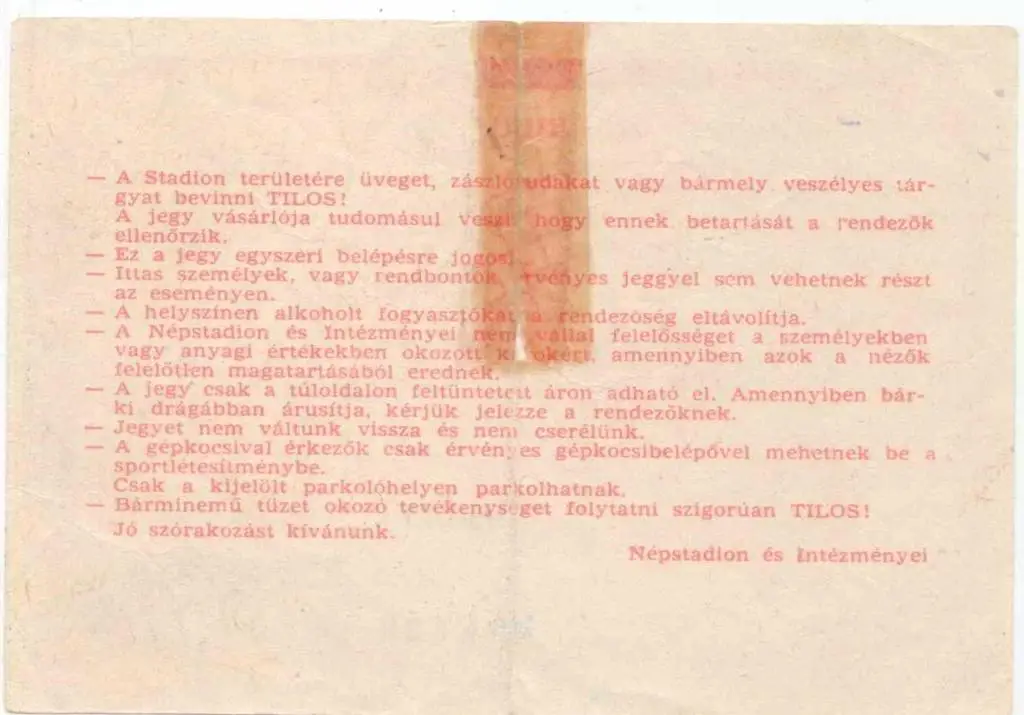 — A Stadion területére üveget, zászlórudakat vagy bármely veszélyes tár-
gyat bevinni TILOS!
A jegy vásárlója tudomásul veszi, hogy ennek betartását a rendezők
ellenőrzik.
— Ez a jegy egyszeri belépésre jogosí
— Ittas személyek, vagy rendbontók, rvényes jeggyel sem vehetnek részt
az eseményen.
— A helyszínen alkoholt fogyasztókat a rendezőség eltávolítja.
— A Népstadion és Intézményei nem vállal felelősséget a személyekben
vagy anyagi értékekben okozott k okért, amennyiben azok a nézők
felelőtlen magatartásából erednek.
— A jegy csak a túloldalon feltüntetett áron adható el. Amennyiben bár-
ki drágábban árusítja, kérjük jelezze a rendezőknek.
— Jegyet nem váltunk vissza és nem cserélünk.
— A gépkocsival érkezők csak érvényes gépkocsibelépővel mehetnek be a
sportlétesítménybe.
Csak a kijelölt parkolóhelyen parkolhatnak.
— Bárminemű tüzet okozó tevékenységet folytatni szigorúan TILOS!
Jó szórakozást kívánunk.
Népstadion és Intézményei